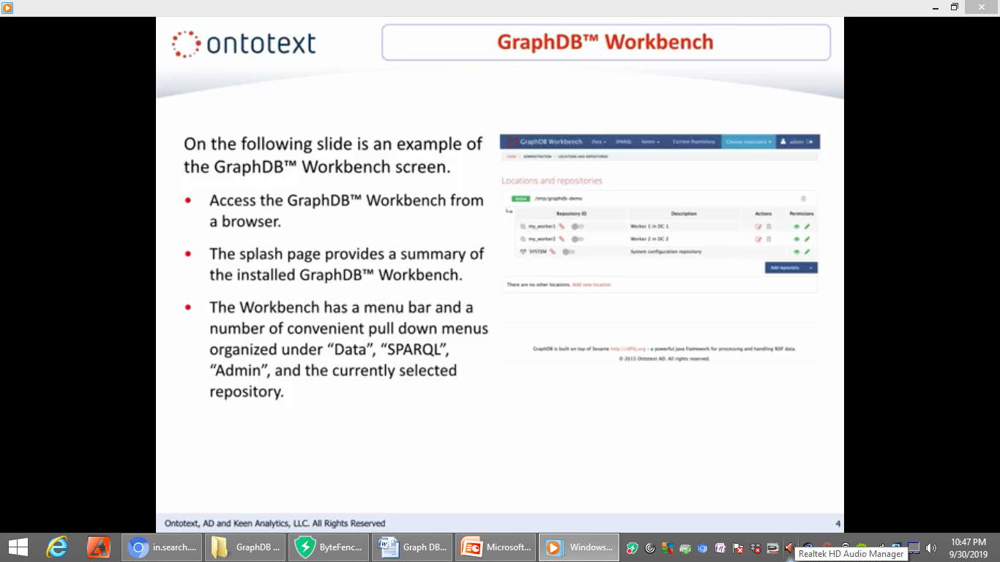 ontotext
GraphDB™ Workbench
On the following slide is an example of
the GraphDB™ Workbench screen.
• Access the GraphDB™ Workbench from
a browser.
• The splash page provides a summary of
the installed GraphDB™ Workbench.
• The Workbench has a menu bar and a
number of convenient pull down menus
organized under “Data”, “SPARQL”,
“Admin”, and the currently selected
repository.
GraphDB Workbench Data SPARQL Admin Current Repository Choose repository admin
HOME / ADMINISTRATION / LOCATIONS AND REPOSITORIES
Locations and repositories
Active /tmp/graphdb-demo
Repository ID Description Actions Permisions
my_worker1 Worker 1 in DC 1
my_worker2 Worker 2 in DC 2
SYSTEM System configuration repository
Add repository
There are no other locations. Add new location
GraphDB is built on top of Sesame http://rdf4j.org - a powerful Java framework for processing and handling RDF data.
© 2015 Ontotext AD. All rights reserved.
Ontotext, AD and Keen Analytics, LLC. All Rights Reserved
4
in.search....
GraphDB ...
ByteFenc...
Graph DB...
Microsoft...
Windows...
Realtek HD Audio Manager
10:47 PM
9/30/2019